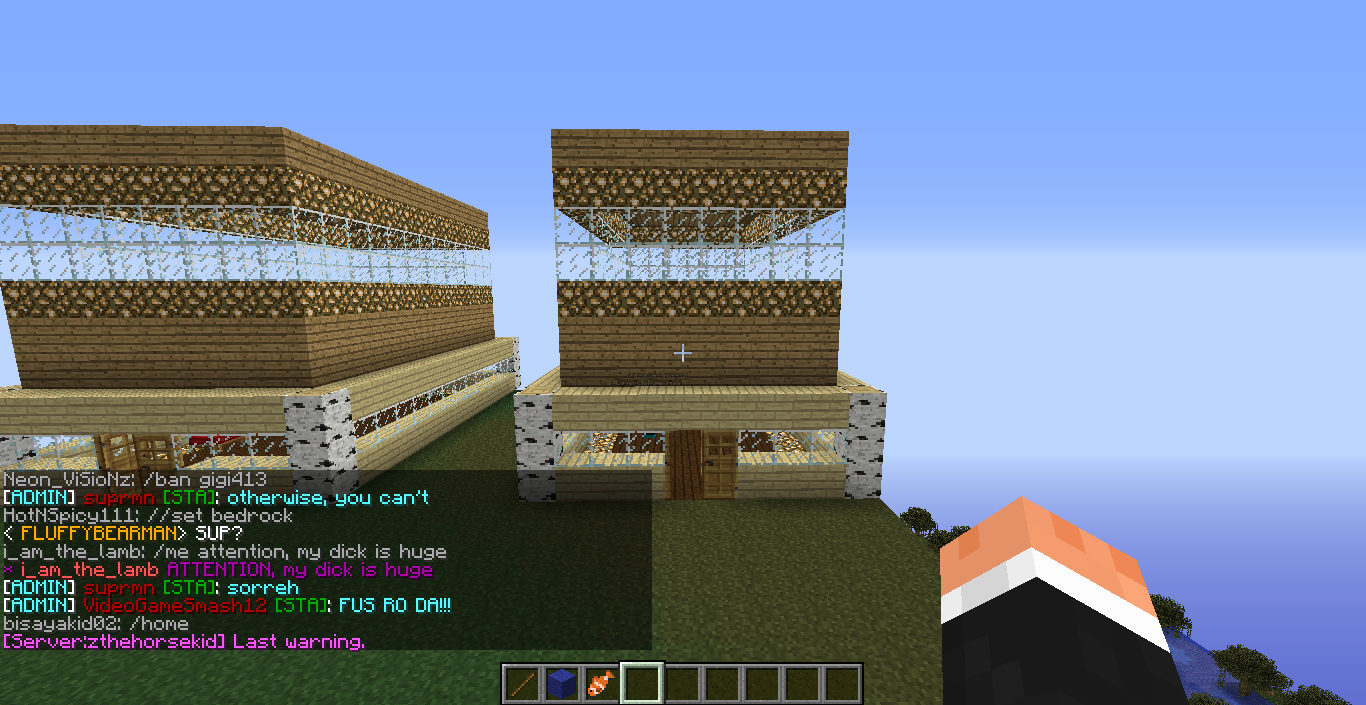 Neon_ViSioNz: /ban gigi413
[ADMIN] suprmn [STA]: otherwise, you can't
HotNSpicy111: //set bedrock
< FLUFFYBEARMAN> SUP?
i_am_the_lamb: /me attention, my dick is huge
* i_am_the_lamb ATTENTION, my dick is huge
[ADMIN] suprmn [STA]: sorreh
[ADMIN] VideoGameSmash12 [STA]: FUS RO DA!!!
bisayakid02: /home
[Server:zthehorsekid] Last warning.